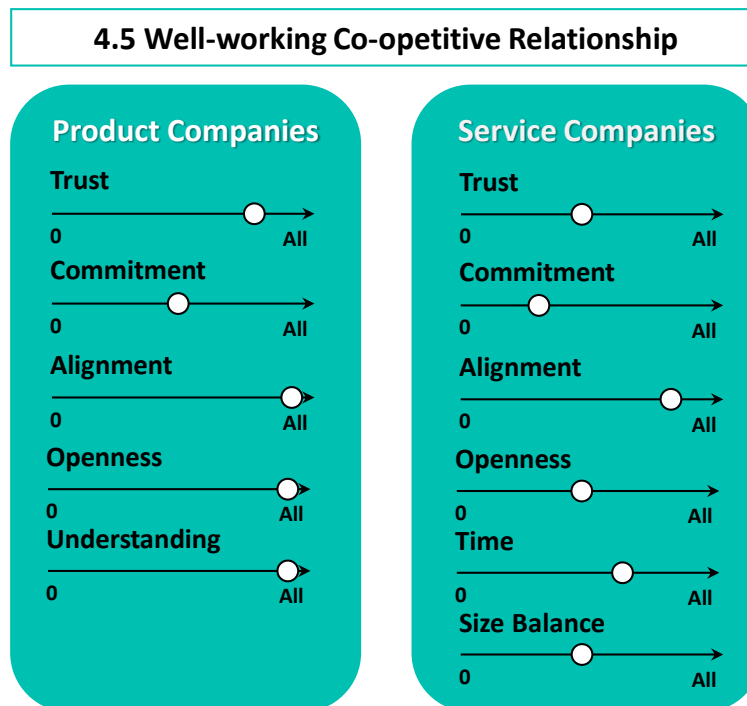 4.5 Well-working Co-opetitive Relationship
Product Companies
Trust
0 All
Commitment
0 All
Alignment
0 All
Openness
0 All
Understanding
0 All
Service Companies
Trust
0 All
Commitment
0 All
Alignment
0 All
Openness
0 All
Time
0 All
Size Balance
0 All